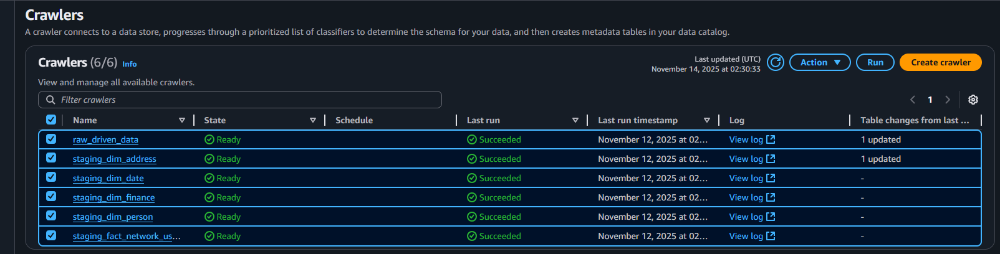 Crawlers
A crawler connects to a data store, progresses through a prioritized list of classifiers to determine the schema for your data, and then creates metadata tables in your data catalog.
Crawlers (6/6) Info
Last updated (UTC)
November 14, 2025 at 02:30:33
Action
Run
Create crawler
View and manage all available crawlers.
Filter crawlers
1
Name State Schedule Last run Last run timestamp Log Table changes from last ...
raw_driven_data Ready Succeeded November 12, 2025 at 02... View log 1 updated
staging_dim_address Ready Succeeded November 12, 2025 at 02... View log 1 updated
staging_dim_date Ready Succeeded November 12, 2025 at 02... View log -
staging_dim_finance Ready Succeeded November 12, 2025 at 02... View log -
staging_dim_person Ready Succeeded November 12, 2025 at 02... View log -
staging_fact_network_us... Ready Succeeded November 12, 2025 at 02... View log -